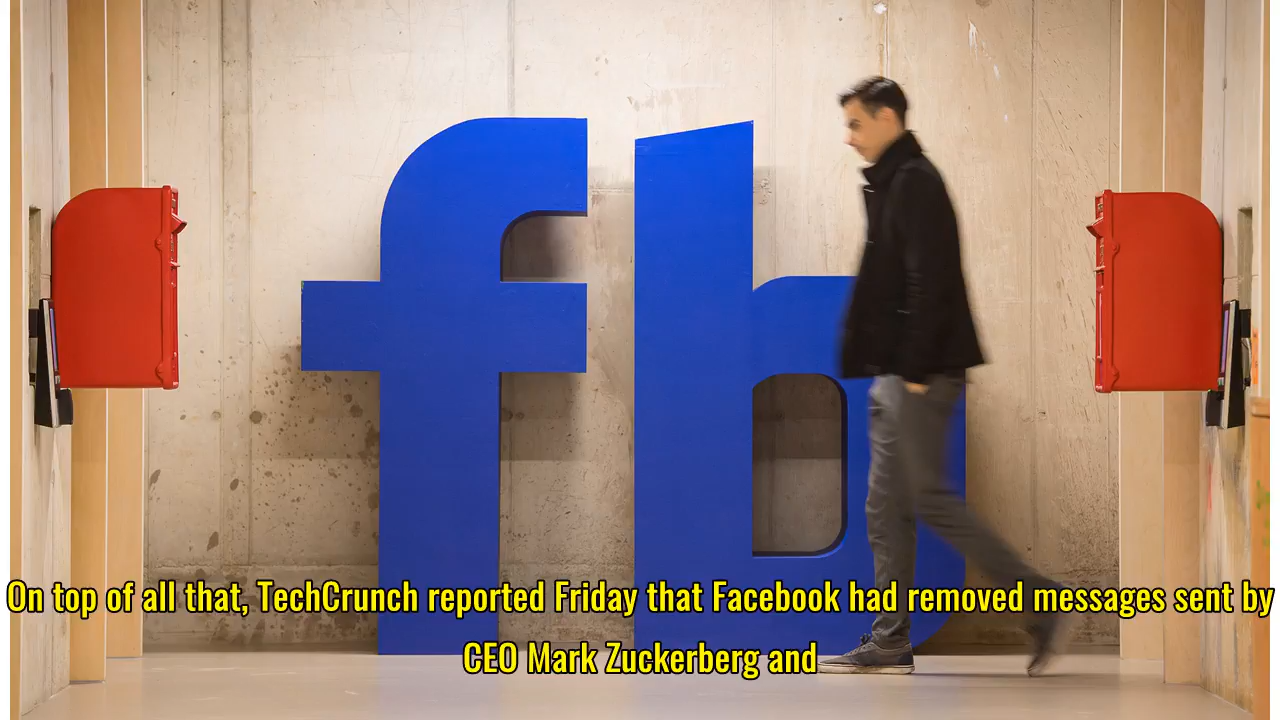 fb
On top of all that, TechCrunch reported Friday that Facebook had removed messages sent by
CEO Mark Zuckerberg and